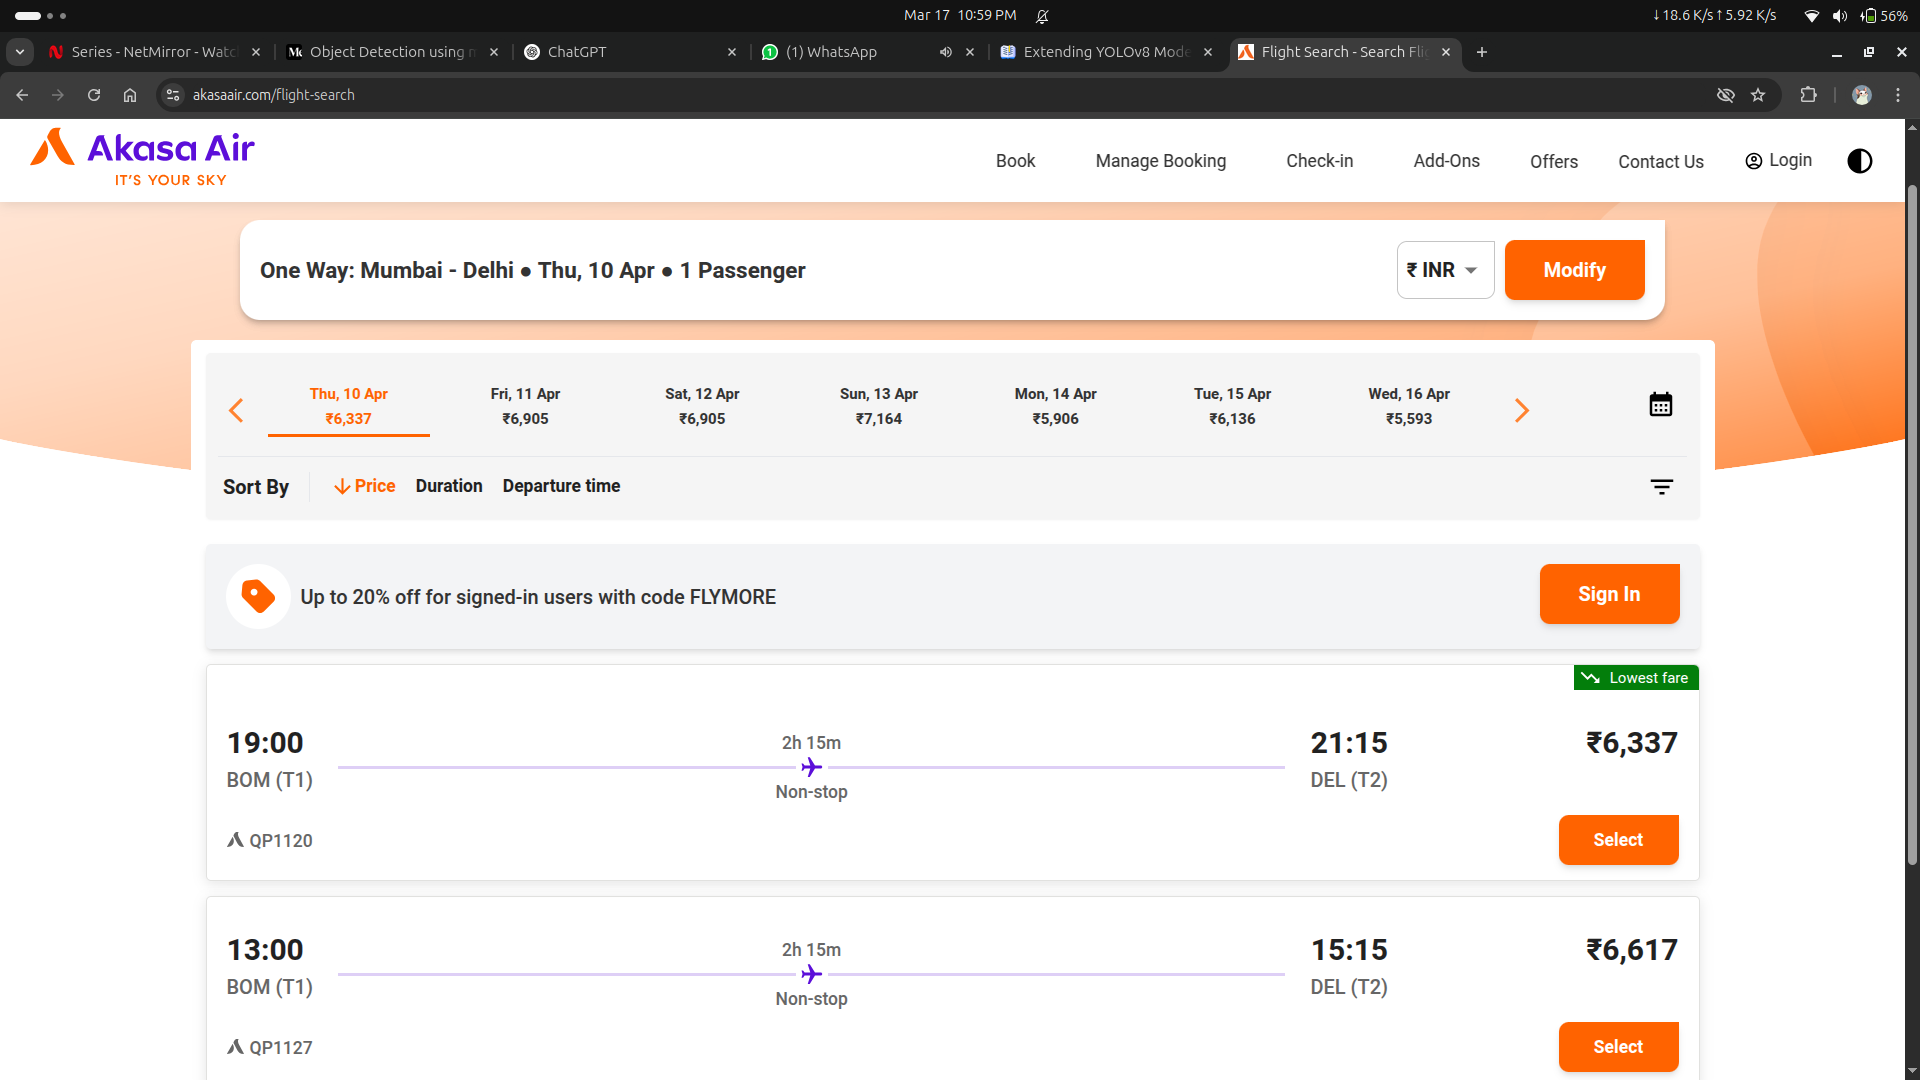 Mar 17 10:59 PM
↓18.6 K/s↑5.92 K/s
56%
Series - NetMirror - Watc
Object Detection using
ChatGPT
(1) WhatsApp
Extending YOLOv8 Mode
Flight Search - Search Fli
akasaair.com/flight-search
Akasa Air
IT'S YOUR SKY
Book
Manage Booking
Check-in
Add-Ons
Offers
Contact Us
Login
One Way: Mumbai - Delhi ● Thu, 10 Apr ● 1 Passenger
₹ INR
Modify
Thu, 10 Apr
₹6,337
Fri, 11 Apr
₹6,905
Sat, 12 Apr
₹6,905
Sun, 13 Apr
₹7,164
Mon, 14 Apr
₹5,906
Tue, 15 Apr
₹6,136
Wed, 16 Apr
₹5,593
Sort By
Price
Duration
Departure time
Up to 20% off for signed-in users with code FLYMORE
Sign In
Lowest fare
19:00
BOM (T1)
2h 15m
Non-stop
21:15
DEL (T2)
₹6,337
QP1120
Select
13:00
BOM (T1)
2h 15m
Non-stop
15:15
DEL (T2)
₹6,617
QP1127
Select